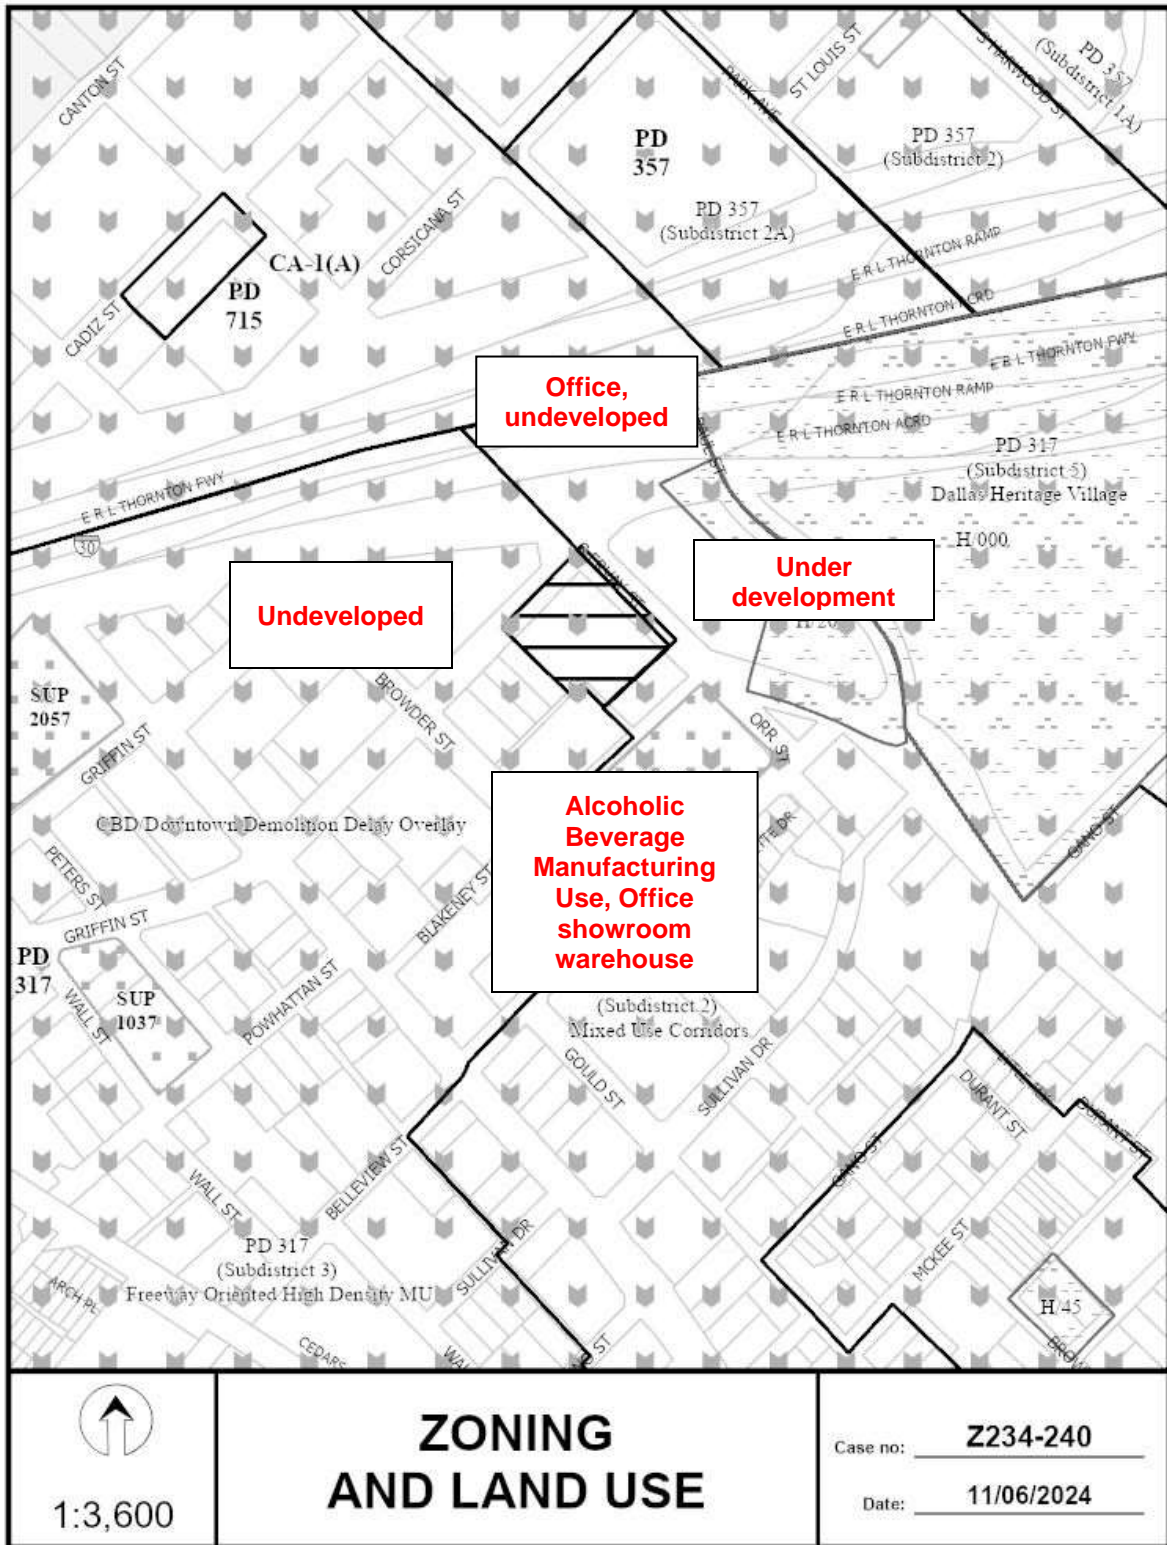 CANTON ST
ST LOUIS ST
PARK AVE
S HARWOOD ST
PD 357
(Subdistrict 1A)
PD
357
PD 357
(Subdistrict 2)
PD 357
(Subdistrict 2A)
CORSICANA ST
CA-1(A)
PD
715
CADIZ ST
E R L THORNTON RAMP
E R L THORNTON ACRD
E R L THORNTON FWY
E R L THORNTON RAMP
E R L THORNTON ACRD
Office,
undeveloped
PD 317
(Subdistrict 5)
Dallas Heritage Village
H/000
E R L THORNTON FWY
30
Undeveloped
Under
development
SUP
2057
BROWDER ST
GRIFFIN ST
ORR ST
CBD/Downtown Demolition Delay Overlay
Alcoholic
Beverage
Manufacturing
Use, Office
showroom
warehouse
GANO ST
PETERS ST
GRIFFIN ST
BLAKENEY ST
PD
317
WALL ST
SUP
1037
POWHATTAN ST
(Subdistrict 2)
Mixed Use Corridors
GOULD ST
SULLIVAN DR
DURANT ST
DURANT ST
GANO ST
BELLEVIEW ST
WALL ST
PD 317
(Subdistrict 3)
Freeway Oriented High Density MU
SULLIVAN DR
MCKEE ST
H/45
ARCH PL
CEDARS
1:3,600
ZONING
AND LAND USE
Case no: Z234-240
Date: 11/06/2024